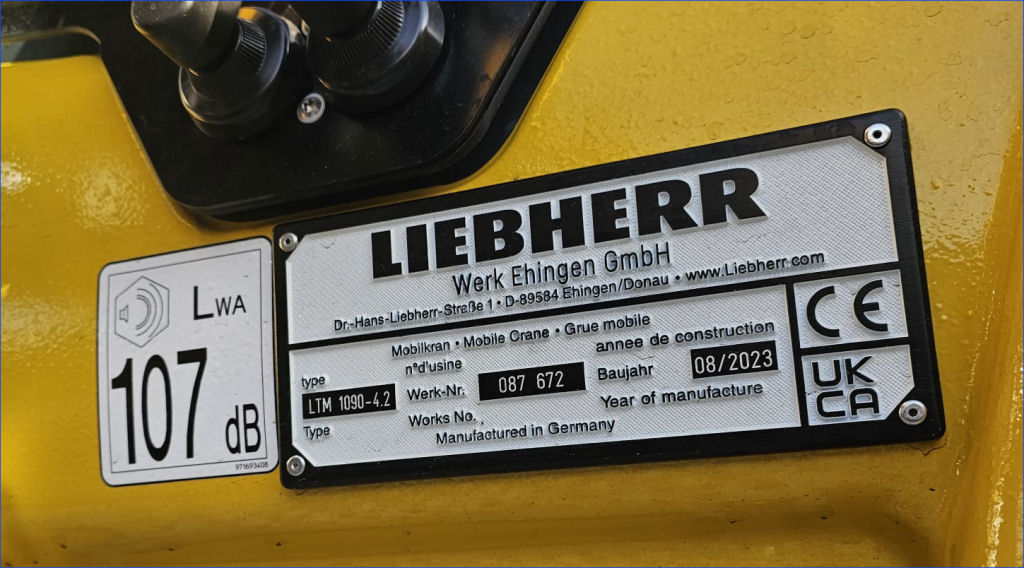 LWA
107
dB
971693408
LIEBHERR
Werk Ehingen GmbH
Dr.-Hans-Liebherr-Straße 1 • D-89584 Ehingen/Donau • www.Liebherr.com
Mobilkran • Mobile Crane • Grue mobile
type
LTM 1090-4.2
Type
n°d'usine
Werk-Nr.
087 672
Works No.
annee de construction
Baujahr
08/2023
Year of manufacture
Manufactured in Germany
CE
UK
CA